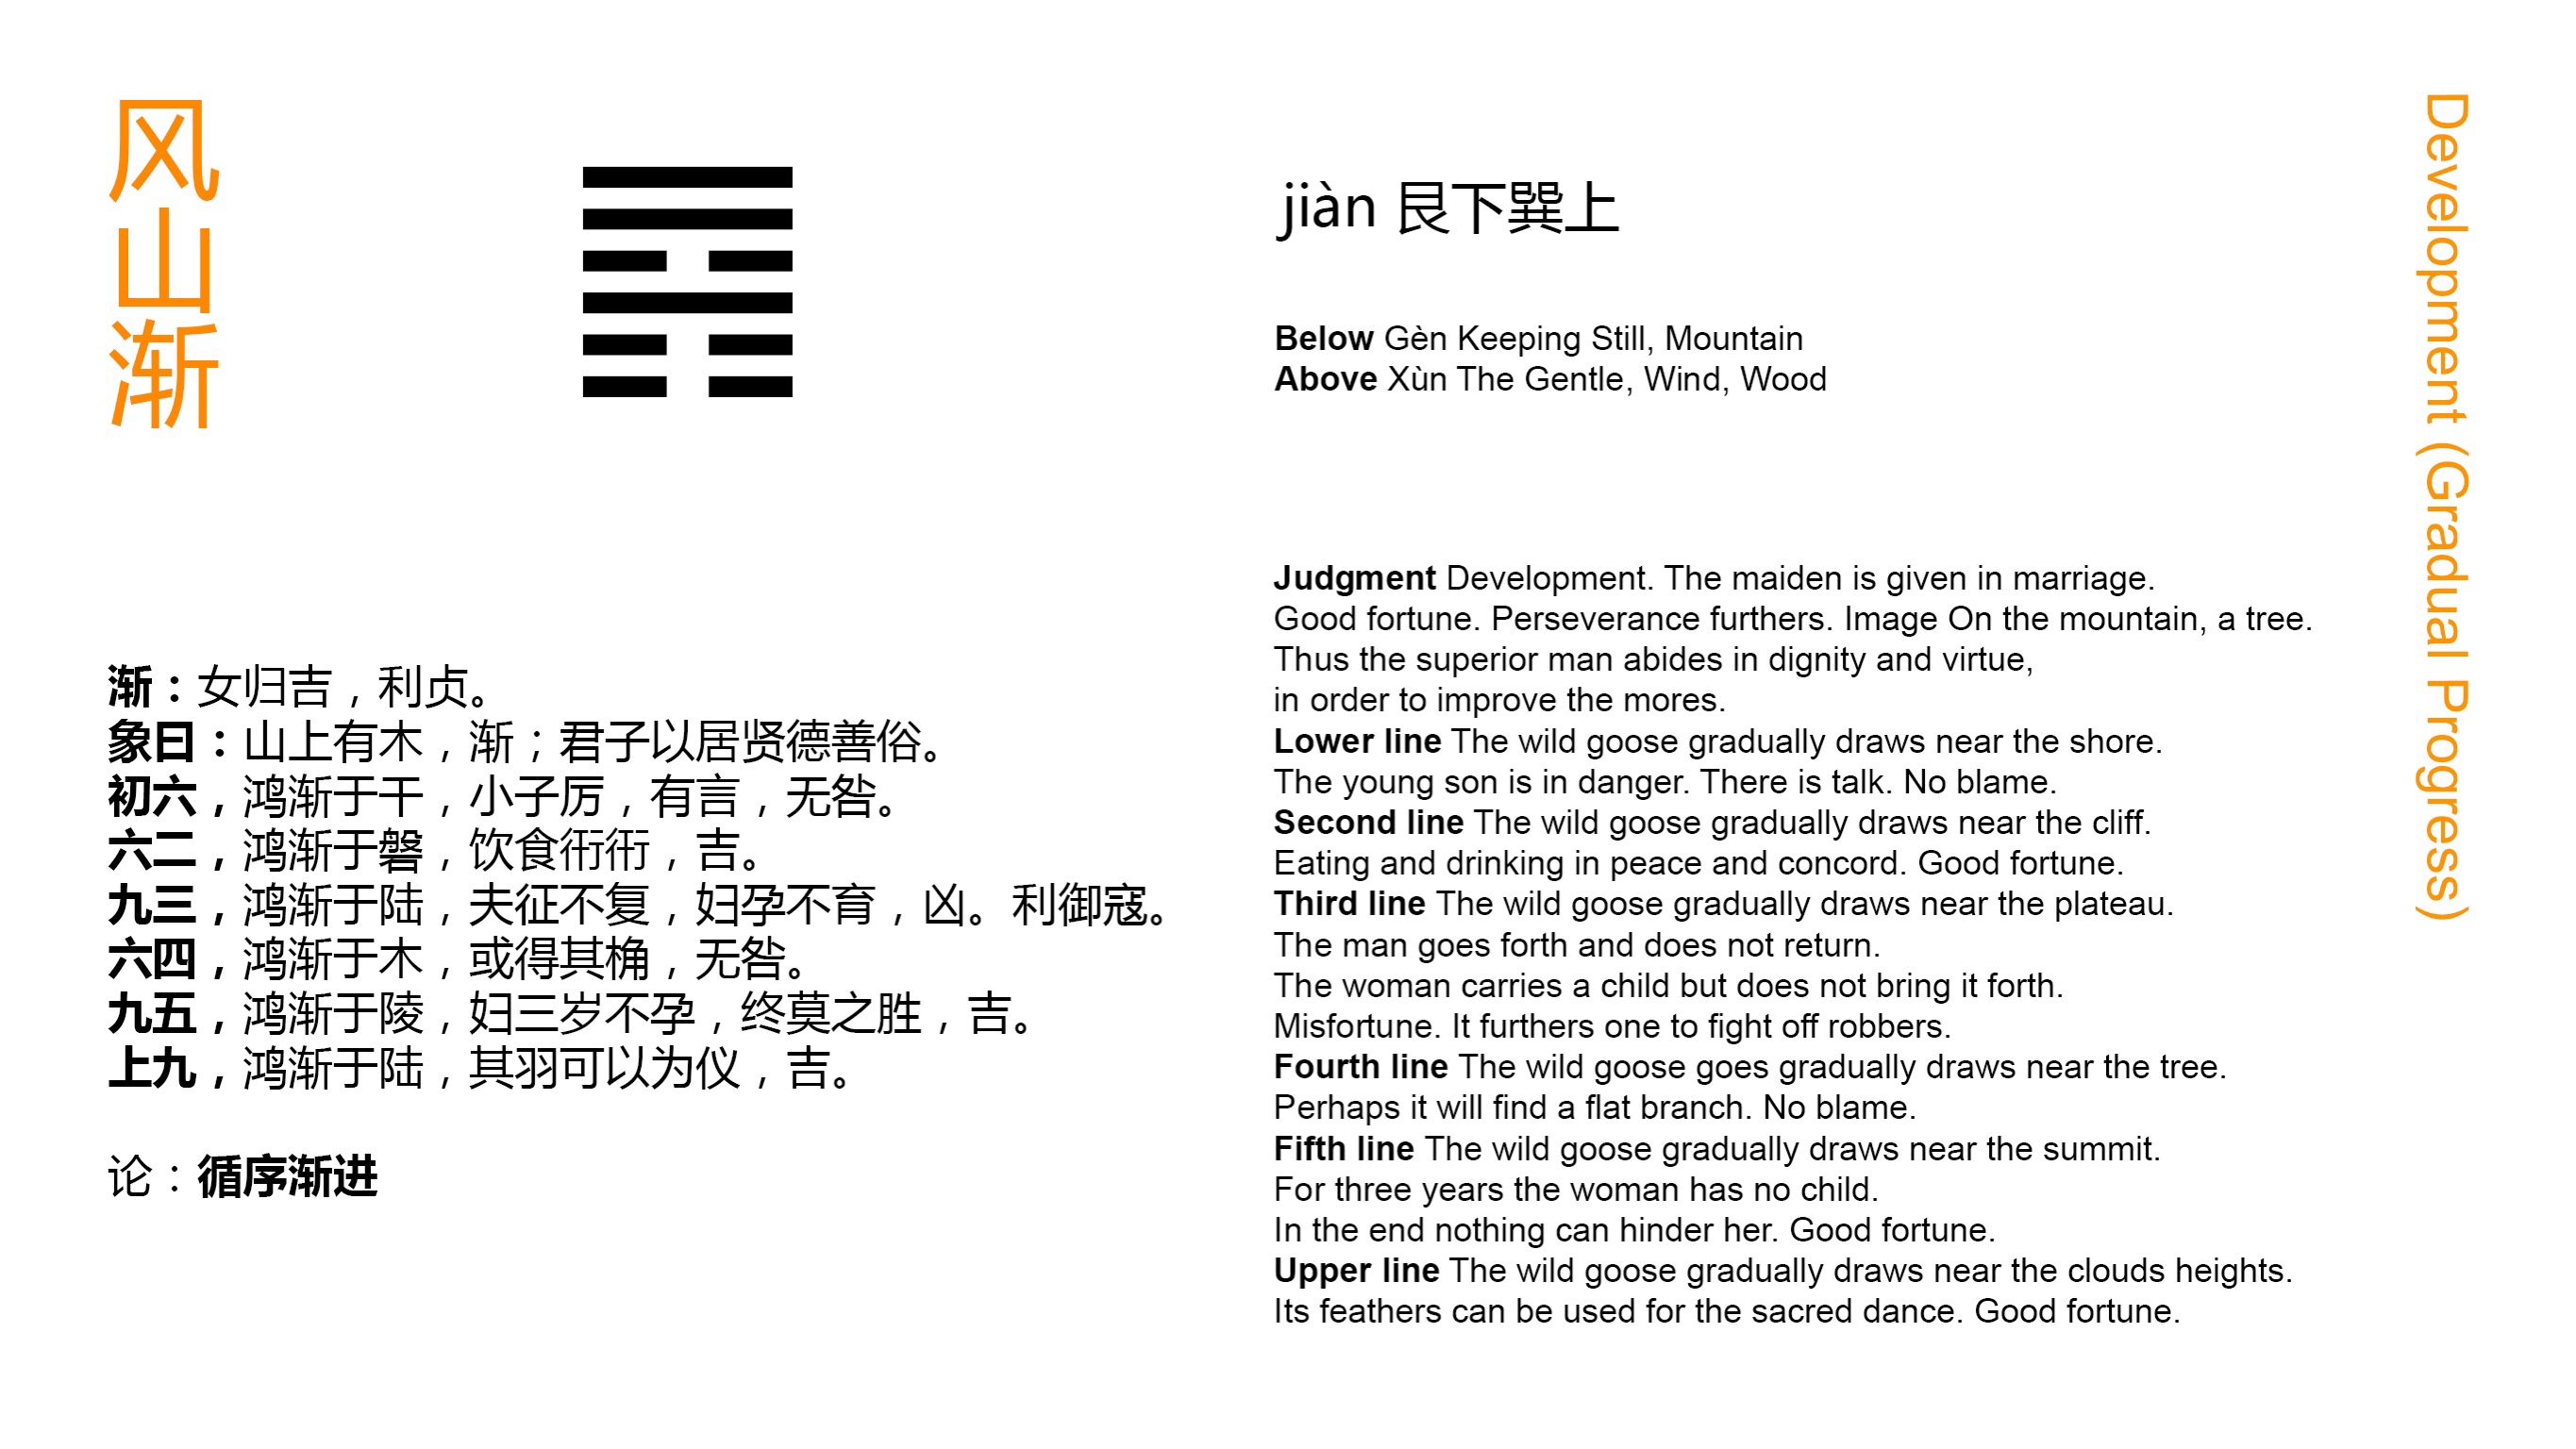 风山渐
jiàn 艮下巽上
Below Gèn Keeping Still, Mountain
Above Xùn The Gentle, Wind, Wood
渐：女归吉，利贞。
象曰：山上有木，渐；君子以居贤德善俗。
初六，鸿渐于干，小子厉，有言，无咎。
六二，鸿渐于磐，饮食衎衎，吉。
九三，鸿渐于陆，夫征不复，妇孕不育，凶。利御寇。
六四，鸿渐于木，或得其桷，无咎。
九五，鸿渐于陵，妇三岁不孕，终莫之胜，吉。
上九，鸿渐于陆，其羽可以为仪，吉。
论：循序渐进
Judgment Development. The maiden is given in marriage.
Good fortune. Perseverance furthers. Image On the mountain, a tree.
Thus the superior man abides in dignity and virtue,
in order to improve the mores.
Lower line The wild goose gradually draws near the shore.
The young son is in danger. There is talk. No blame.
Second line The wild goose gradually draws near the cliff.
Eating and drinking in peace and concord. Good fortune.
Third line The wild goose gradually draws near the plateau.
The man goes forth and does not return.
The woman carries a child but does not bring it forth.
Misfortune. It furthers one to fight off robbers.
Fourth line The wild goose goes gradually draws near the tree.
Perhaps it will find a flat branch. No blame.
Fifth line The wild goose gradually draws near the summit.
For three years the woman has no child.
In the end nothing can hinder her. Good fortune.
Upper line The wild goose gradually draws near the clouds heights.
Its feathers can be used for the sacred dance. Good fortune.
Development (Gradual Progress)